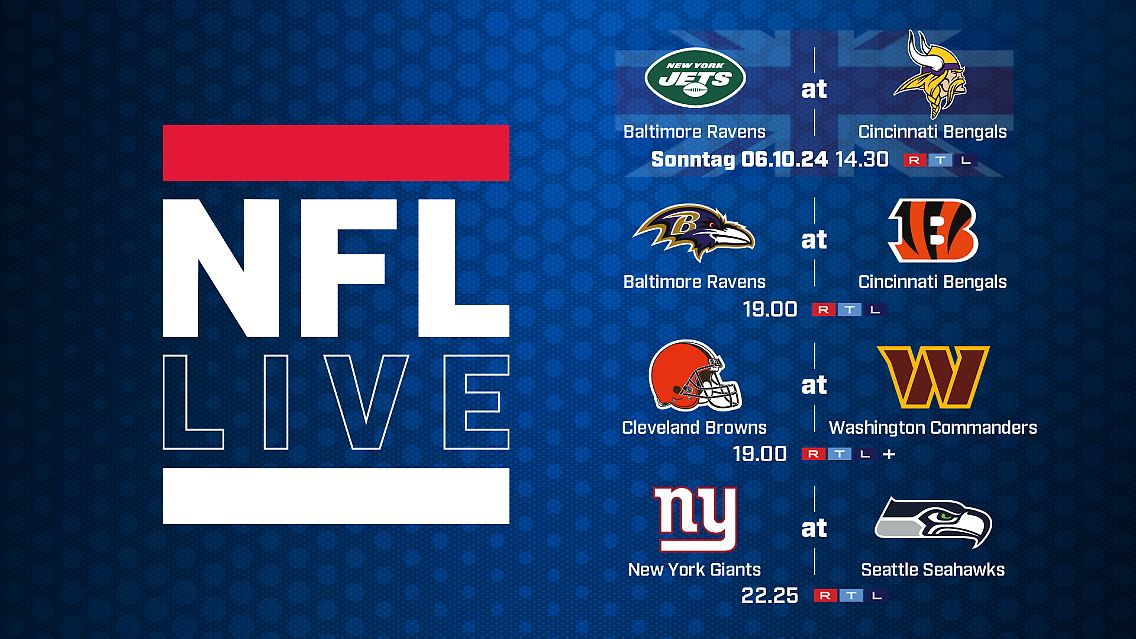 NFL
LIVE
NEW YORK
JETS
at
Baltimore Ravens Cincinnati Bengals
Sonntag 06.10.24 14.30 RTL
B
at
B
Baltimore Ravens Cincinnati Bengals
19.00 RTL
at
W
Cleveland Browns Washington Commanders
19.00 RTL +
ny
at
New York Giants Seattle Seahawks
22.25 RTL